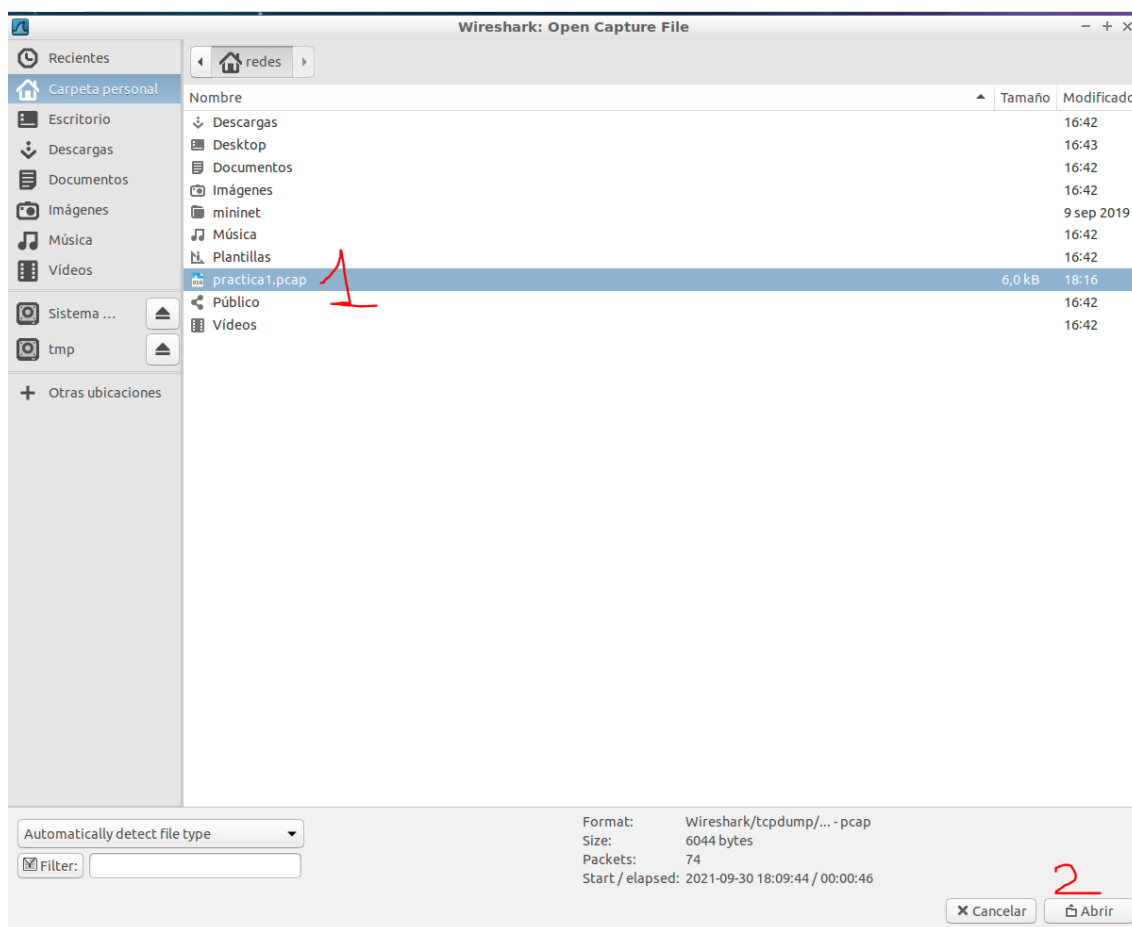 Wireshark: Open Capture File
Recientes
Carpeta personal
Escritorio
Descargas
Documentos
Imágenes
Música
Vídeos
Sistema ...
tmp
Otras ubicaciones
redes
Nombre Tamaño Modificado
Descargas 16:42
Desktop 16:43
Documentos 16:42
Imágenes 16:42
mininet 9 sep 2019
Música 16:42
Plantillas 16:42
practica1.pcap 1 6,0 kB 18:16
Público 16:42
Vídeos 16:42
Automatically detect file type
Filter:
Format: Wireshark/tcpdump/... - pcap
Size: 6044 bytes
Packets: 74
Start / elapsed: 2021-09-30 18:09:44 / 00:00:46
2
Cancelar Abrir